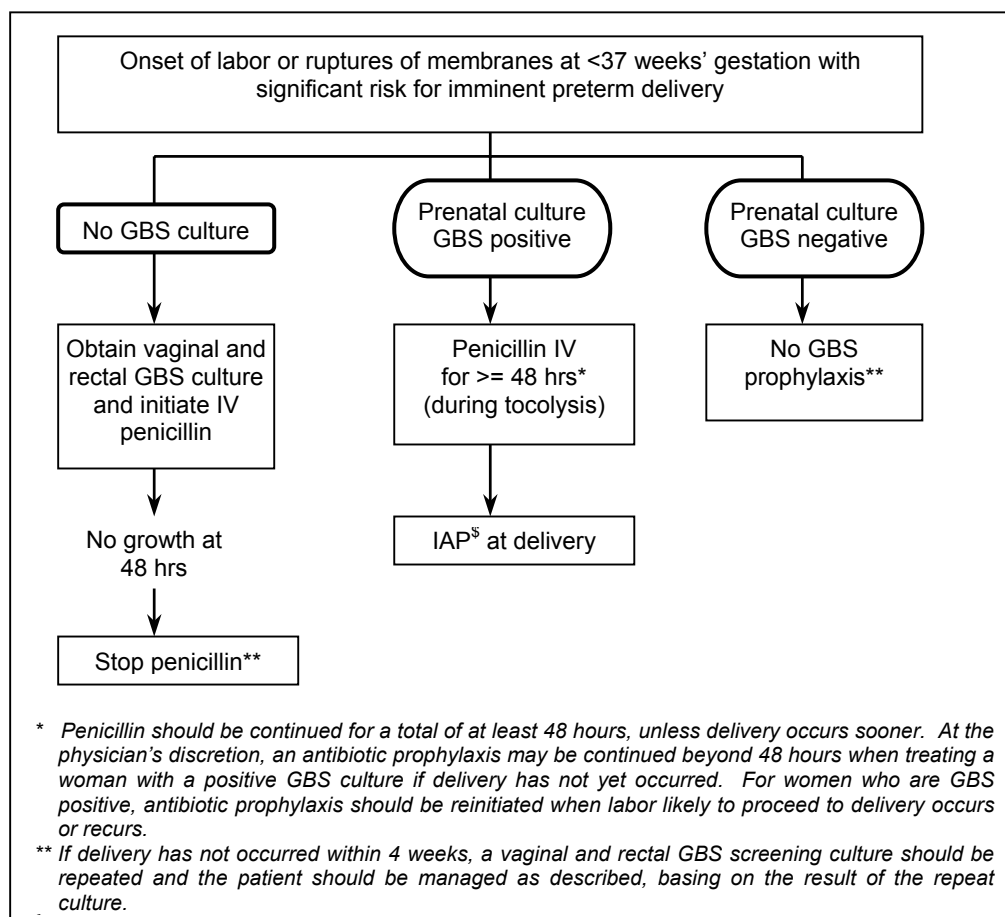 Onset of labor or ruptures of membranes at <37 weeks' gestation with
significant risk for imminent preterm delivery
No GBS culture
Prenatal culture
GBS positive
Prenatal culture
GBS negative
Obtain vaginal and
rectal GBS culture
and initiate IV
penicillin
Penicillin IV
for >= 48 hrs*
(during tocolysis)
No GBS
prophylaxis**
No growth at
48 hrs
IAP$ at delivery
Stop penicillin**
* Penicillin should be continued for a total of at least 48 hours, unless delivery occurs sooner. At the
physician's discretion, an antibiotic prophylaxis may be continued beyond 48 hours when treating a
woman with a positive GBS culture if delivery has not yet occurred. For women who are GBS
positive, antibiotic prophylaxis should be reinitiated when labor likely to proceed to delivery occurs
or recurs.
** If delivery has not occurred within 4 weeks, a vaginal and rectal GBS screening culture should be
repeated and the patient should be managed as described, basing on the result of the repeat
culture.